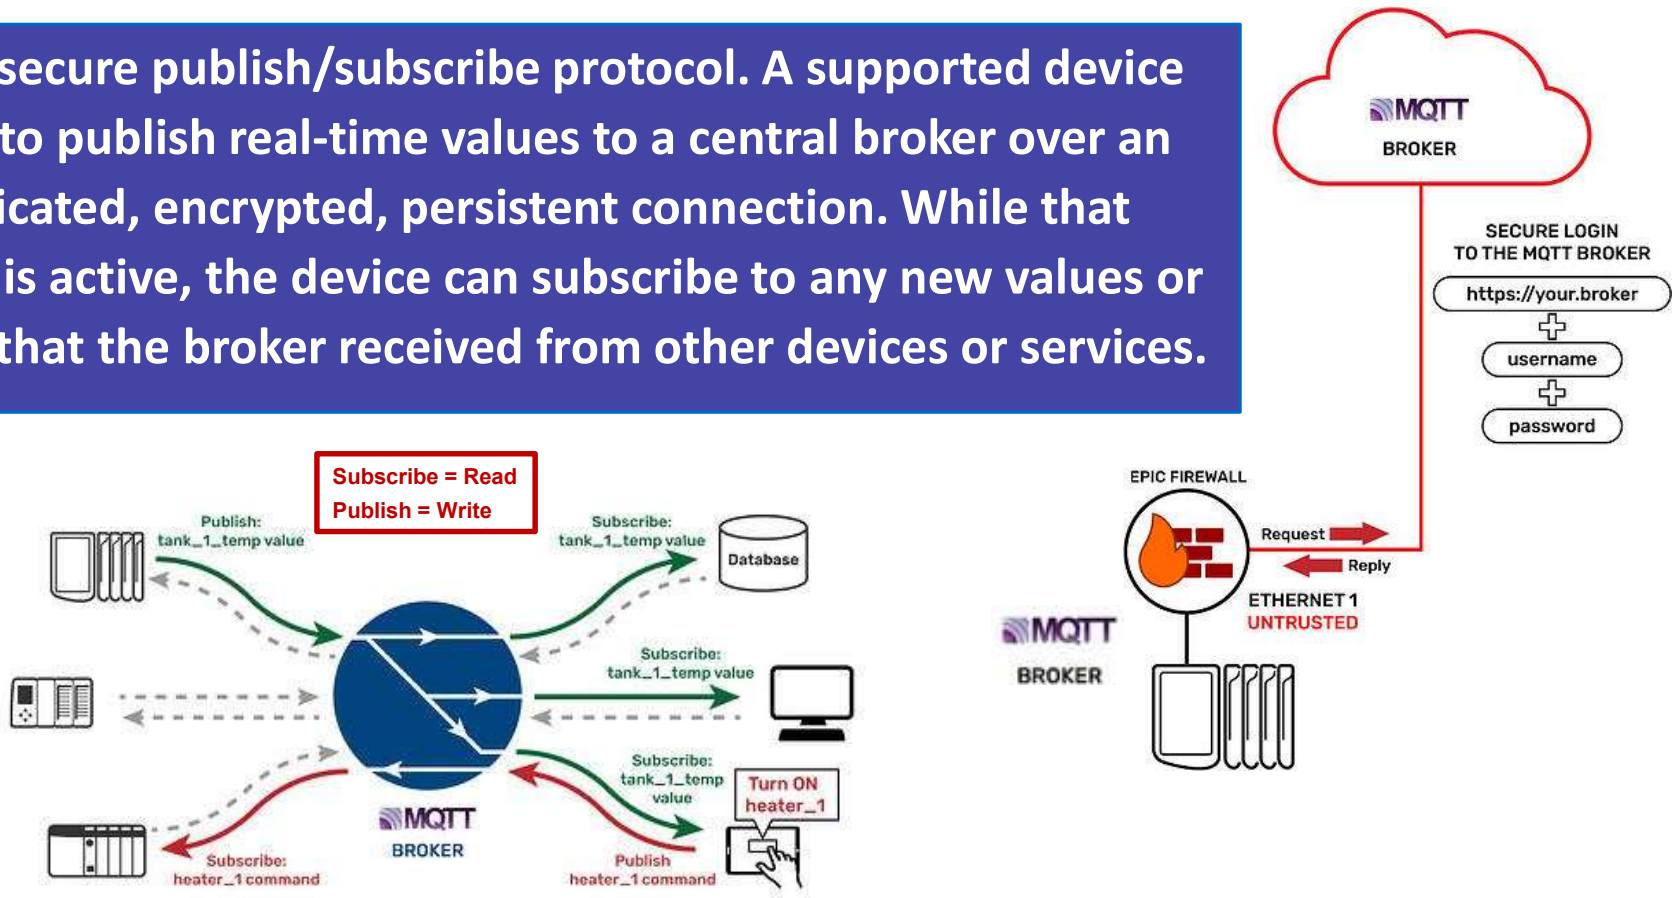 secure publish/subscribe protocol. A supported device
to publish real-time values to a central broker over an
icated, encrypted, persistent connection. While that
is active, the device can subscribe to any new values or
that the broker received from other devices or services.
MQTT
BROKER
SECURE LOGIN
TO THE MQTT BROKER
https://your.broker
username
password
Subscribe = Read
Publish = Write
Publish:
tank_1_temp value
Subscribe:
tank_1_temp value
Database
Subscribe:
tank_1_temp value
Subscribe:
tank_1_temp
value
Turn ON
heater_1
MQTT
BROKER
Subscribe:
heater_1 command
Publish
heater_1 command
EPIC FIREWALL
Request
Reply
ETHERNET 1
UNTRUSTED
MQTT
BROKER